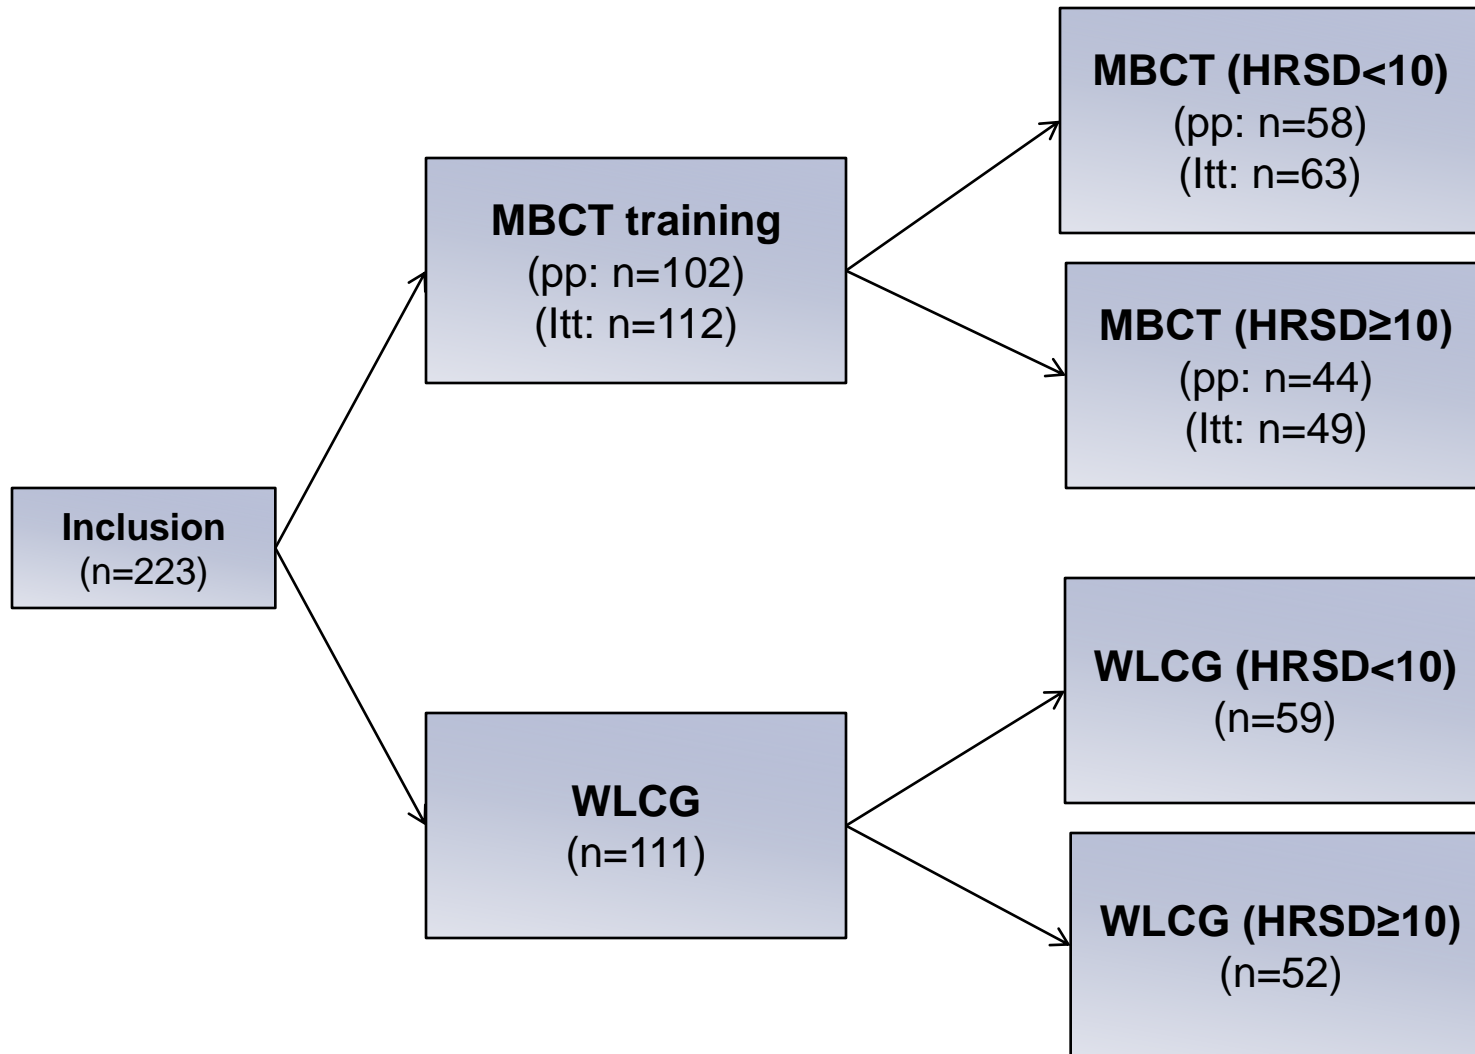 Inclusion
(n=223)
MBCT training
(pp: n=102)
(Itt: n=112)
WLCG
(n=111)
MBCT (HRSD<10)
(pp: n=58)
(Itt: n=63)
MBCT (HRSD≥10)
(pp: n=44)
(Itt: n=49)
WLCG (HRSD<10)
(n=59)
WLCG (HRSD≥10)
(n=52)